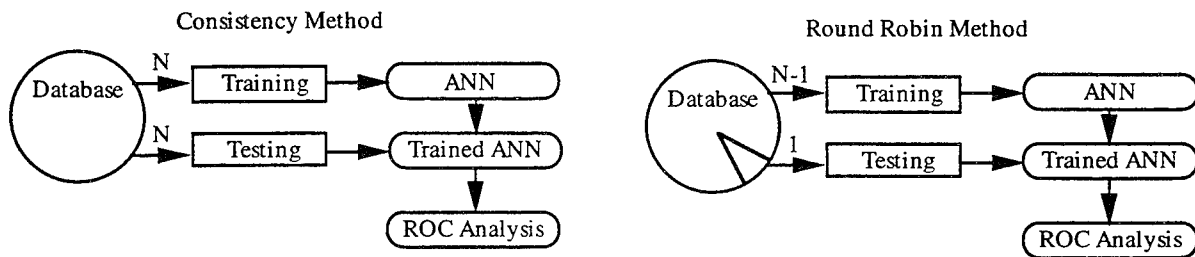 Consistency Method
N
Database
Training
ANN
N
Testing
Trained ANN
ROC Analysis
Round Robin Method
N-1
Database
Training
ANN
1
Testing
Trained ANN
ROC Analysis